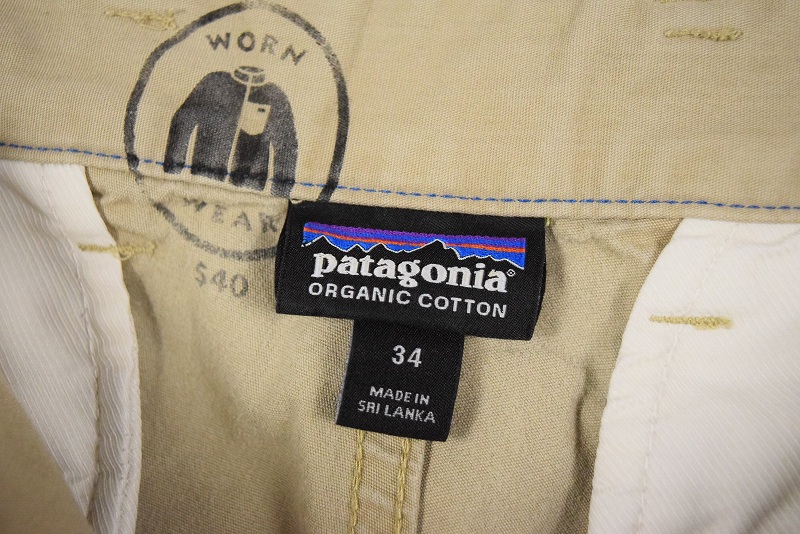 WORN
WEAR
$40
patagonia®
ORGANIC COTTON
34
MADE IN
SRI LANKA